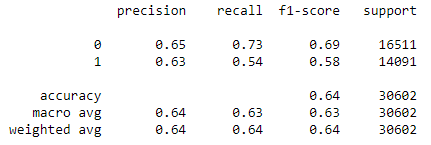 precision recall f1-score support
0 0.65 0.73 0.69 16511
1 0.63 0.54 0.58 14091
accuracy 0.64 30602
macro avg 0.64 0.63 0.63 30602
weighted avg 0.64 0.64 0.64 30602